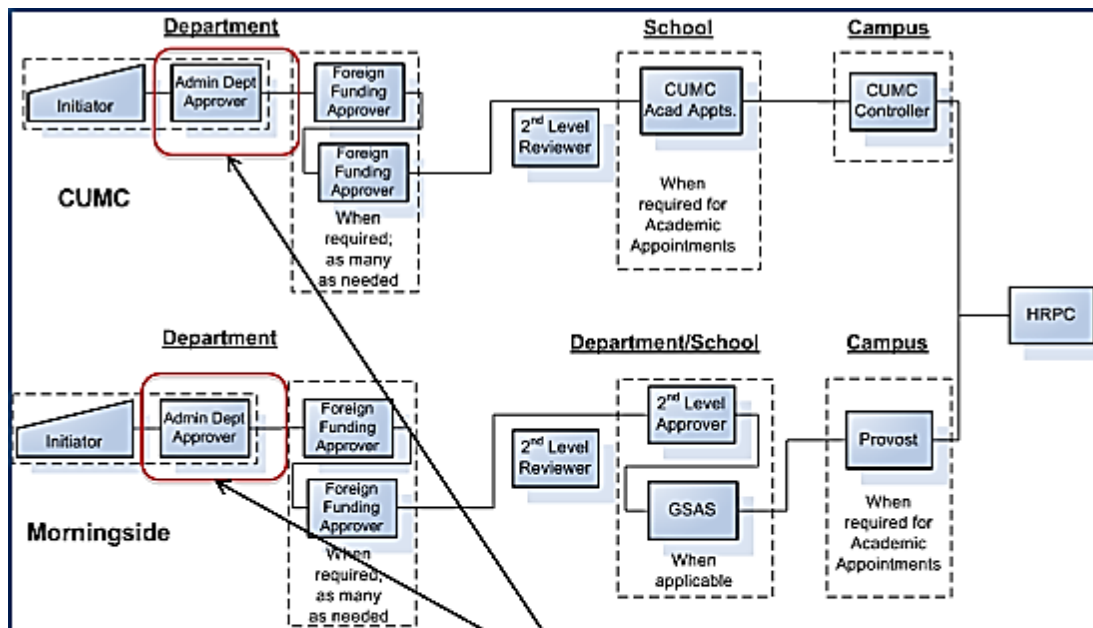 Department
School
Campus
Initiator
Admin Dept
Approver
Foreign
Funding
Approver
2nd Level
Reviewer
CUMC
Acad Appts.
CUMC
Controller
Foreign
Funding
Approver
CUMC
When
required;
as many
as needed
When
required for
Academic
Appointments
HRPC
Department
Department/School
Campus
Initiator
Admin Dept
Approver
Foreign
Funding
Approver
2nd Level
Reviewer
2nd Level
Approver
Provost
Foreign
Funding
Approver
GSAS
Morningside
When
required;
as many
as needed
When
applicable
When
required for
Academic
Appointments